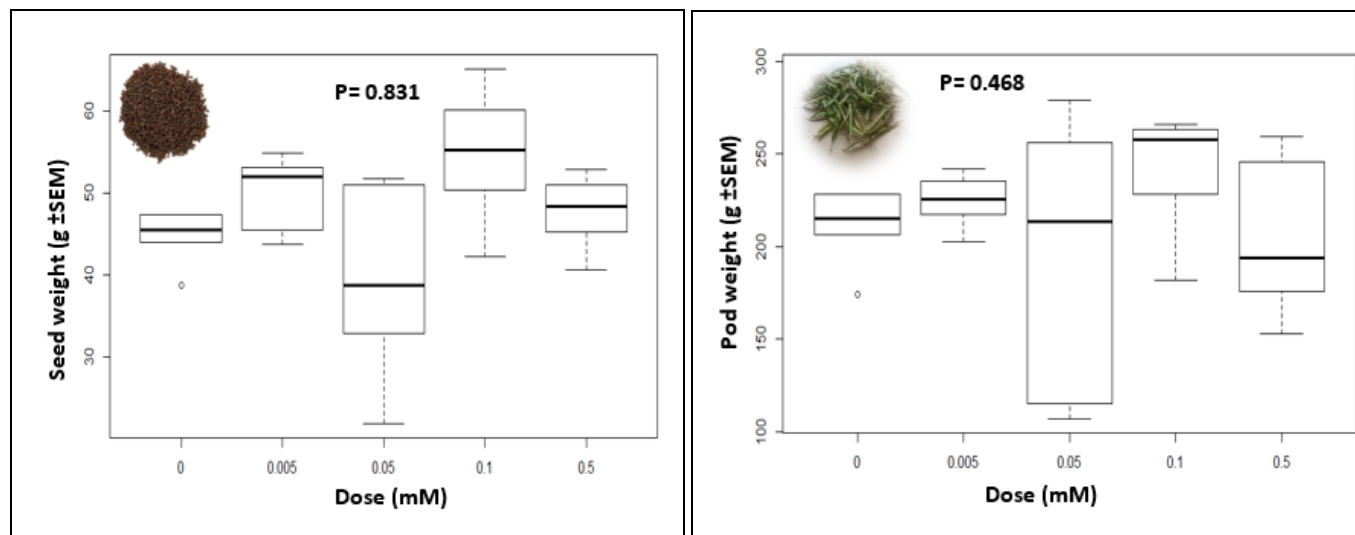 P= 0.831
Seed weight (g ±SEM)
60
50
40
30
0 0.005 0.05 0.1 0.5
Dose (mM)
P= 0.468
Pod weight (g ±SEM)
300
250
200
150
100
0 0.005 0.05 0.1 0.5
Dose (mM)